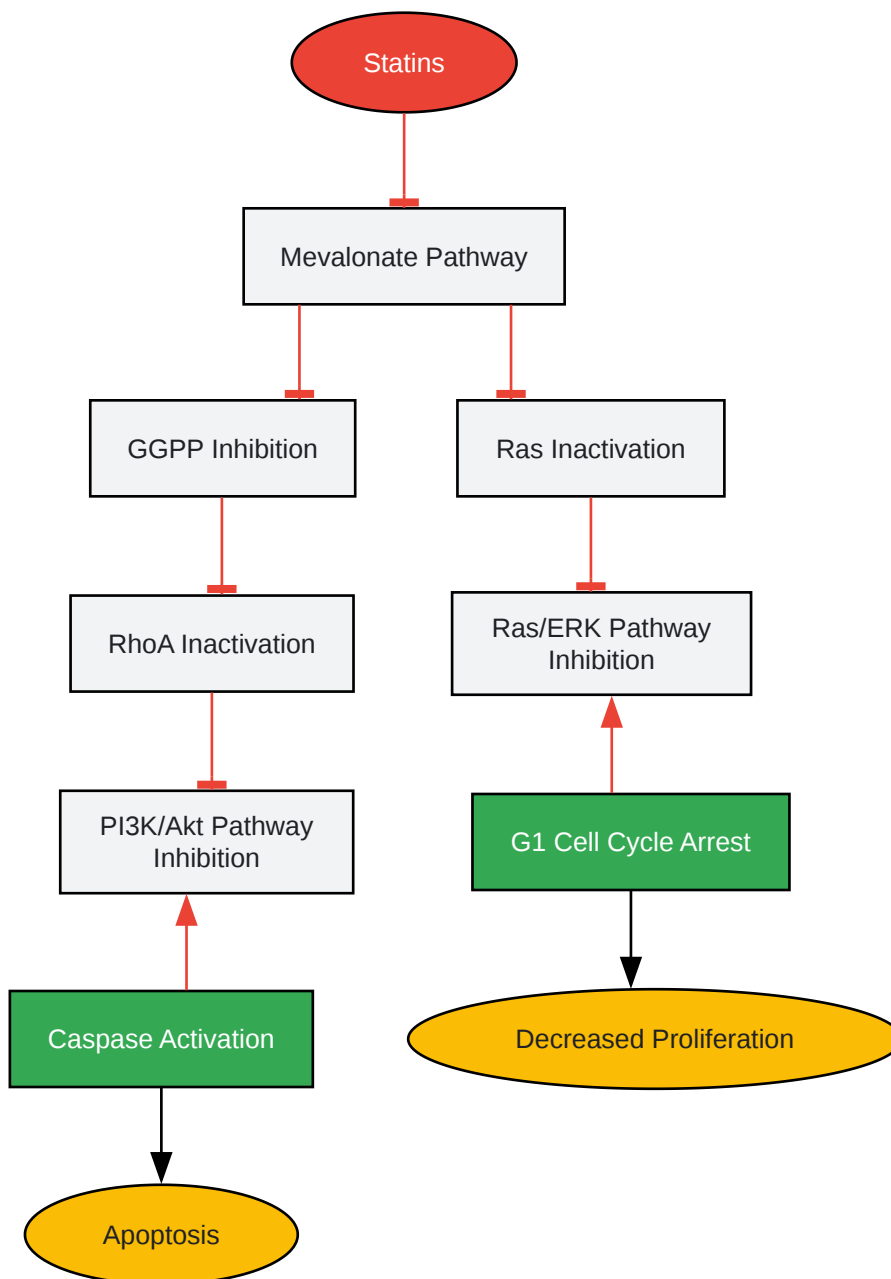 Statins
Mevalonate Pathway
GGPP Inhibition
Ras Inactivation
RhoA Inactivation
Ras/ERK Pathway
Inhibition
PI3K/Akt Pathway
Inhibition
G1 Cell Cycle Arrest
Caspase Activation
Decreased Proliferation
Apoptosis